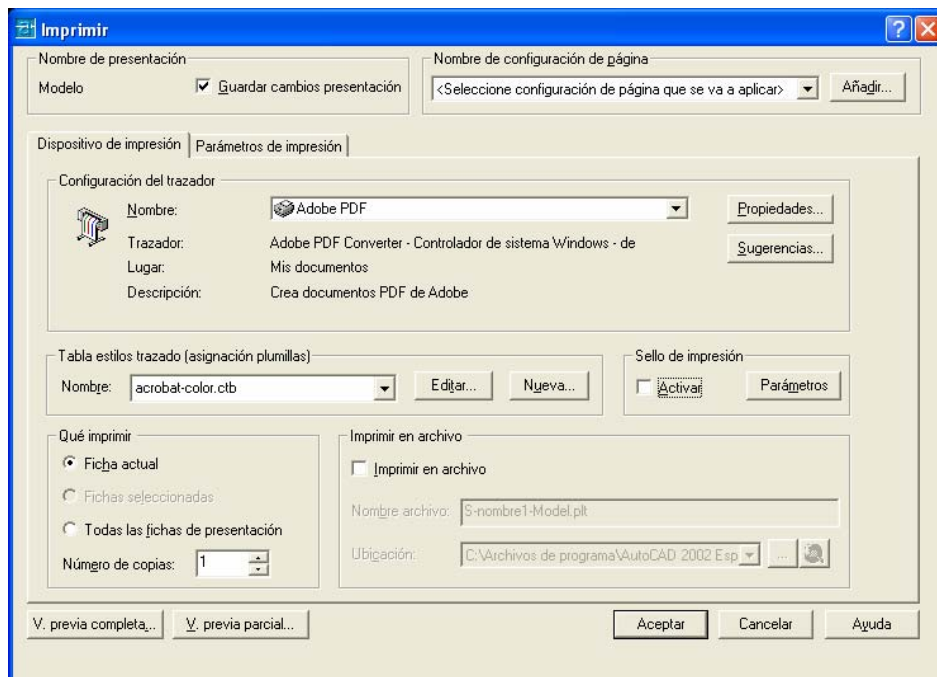 Imprimir
Nombre de presentación
Modelo
Guardar cambios presentación
Nombre de configuración de página
<Seleccione configuración de página que se va a aplicar>
Añadir...
Dispositivo de impresión
Parámetros de impresión
Configuración del trazador
Nombre:
Adobe PDF
Propiedades...
Trazador:
Adobe PDF Converter - Controlador de sistema Windows - de
Sugerencias...
Lugar:
Mis documentos
Descripción:
Crea documentos PDF de Adobe
Tabla estilos trazado (asignación plumillas)
Nombre:
acrobat-color.ctb
Editar...
Nueva...
Sello de impresión
Activar
Parámetros
Qué imprimir
Ficha actual
Fichas seleccionadas
Todas las fichas de presentación
Número de copias:
1
Imprimir en archivo
Imprimir en archivo
Nombre archivo:
S-nombre1-Model.plt
Ubicación:
C:\Archivos de programa\AutoCAD 2002 Esp
...
V. previa completa...
V. previa parcial...
Aceptar
Cancelar
Ayuda